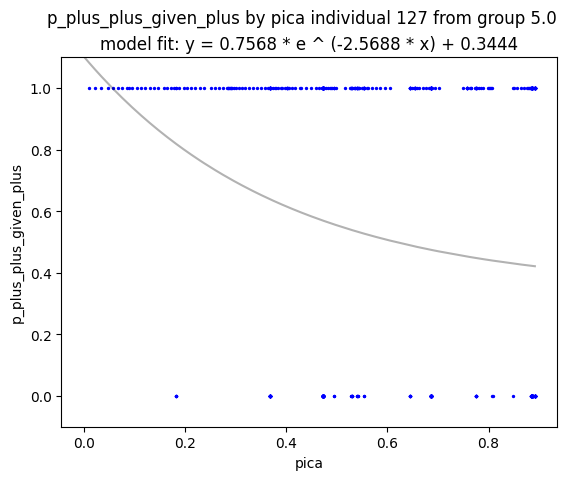 p_plus_plus_given_plus by pica individual 127 from group 5.0
model fit: y = 0.7568 * e ^ (-2.5688 * x) + 0.3444
1.0
0.8
0.6
0.4
0.2
0.0
p_plus_plus_given_plus
0.0 0.2 0.4 0.6 0.8
pica